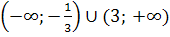 (−∞; −1/3) ∪ (3; +∞)